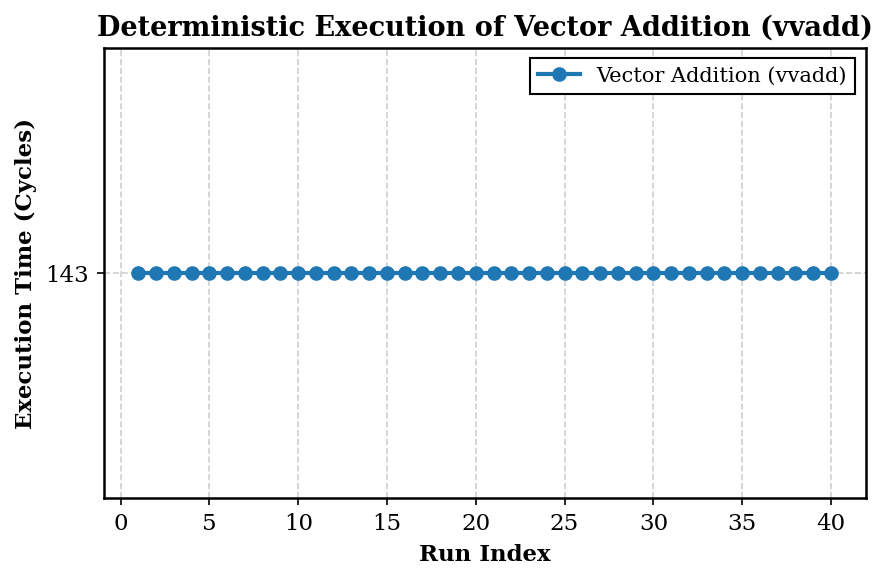 Deterministic Execution of Vector Addition (vvadd)
Vector Addition (vvadd)
Execution Time (Cycles)
143
0 5 10 15 20 25 30 35 40
Run Index